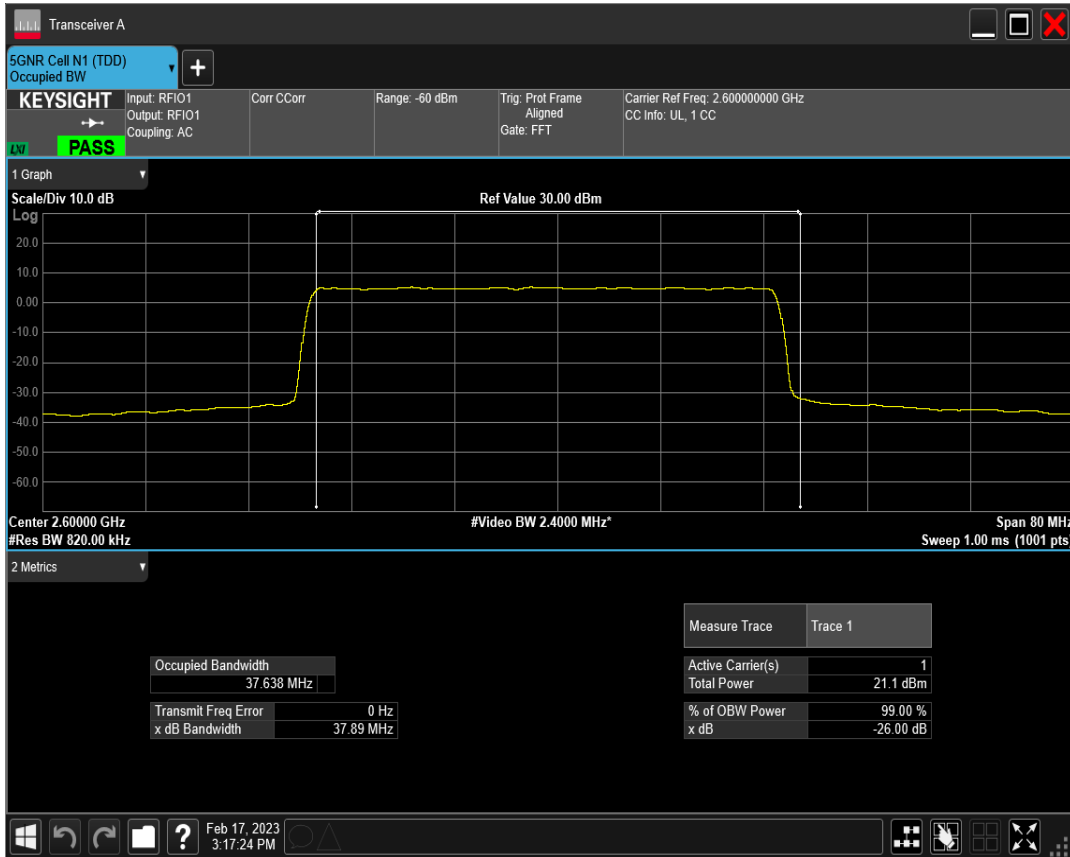 Transceiver A
5GNR Cell N1 (TDD)
Occupied BW
+
KEYSIGHT
LXI
PASS
Input: RFIO1
Output: RFIO1
Coupling: AC
Corr CCorr
Range: -60 dBm
Trig: Prot Frame
Aligned
Gate: FFT
Carrier Ref Freq: 2.600000000 GHz
CC Info: UL, 1 CC
1 Graph
Scale/Div 10.0 dB
Ref Value 30.00 dBm
Log
20.0
10.0
0.00
-10.0
-20.0
-30.0
-40.0
-50.0
-60.0
Center 2.60000 GHz
#Video BW 2.4000 MHz*
Span 80 MHz
#Res BW 820.00 kHz
Sweep 1.00 ms (1001 pts)
2 Metrics
Measure Trace Trace 1
Occupied Bandwidth
37.638 MHz
Active Carrier(s) 1
Total Power 21.1 dBm
Transmit Freq Error 0 Hz
x dB Bandwidth 37.89 MHz
% of OBW Power 99.00 %
x dB -26.00 dB
?
Feb 17, 2023
3:17:24 PM